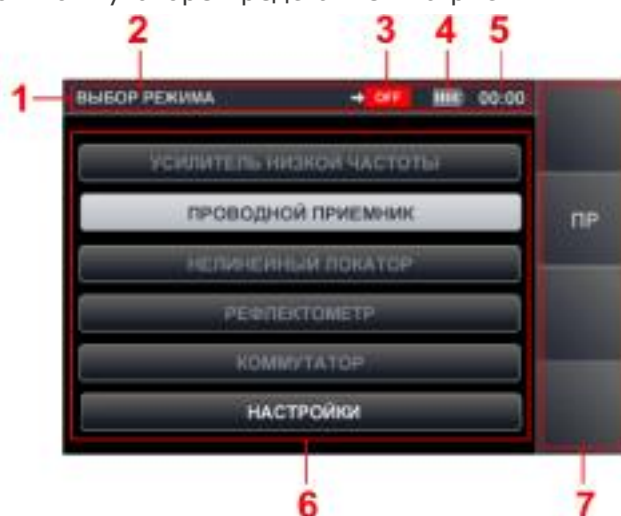 2 3 4 5
1 ВЫБОР РЕЖИМА → OFF 00:00
УСИЛИТЕЛЬ НИЗКОЙ ЧАСТОТЫ
ПРОВОДНОЙ ПРИЕМНИК
ПР
НЕЛИНЕЙНЫЙ ЛОКАТОР
РЕФЛЕКТОМЕТР
КОММУТАТОР
НАСТРОЙКИ
6 7